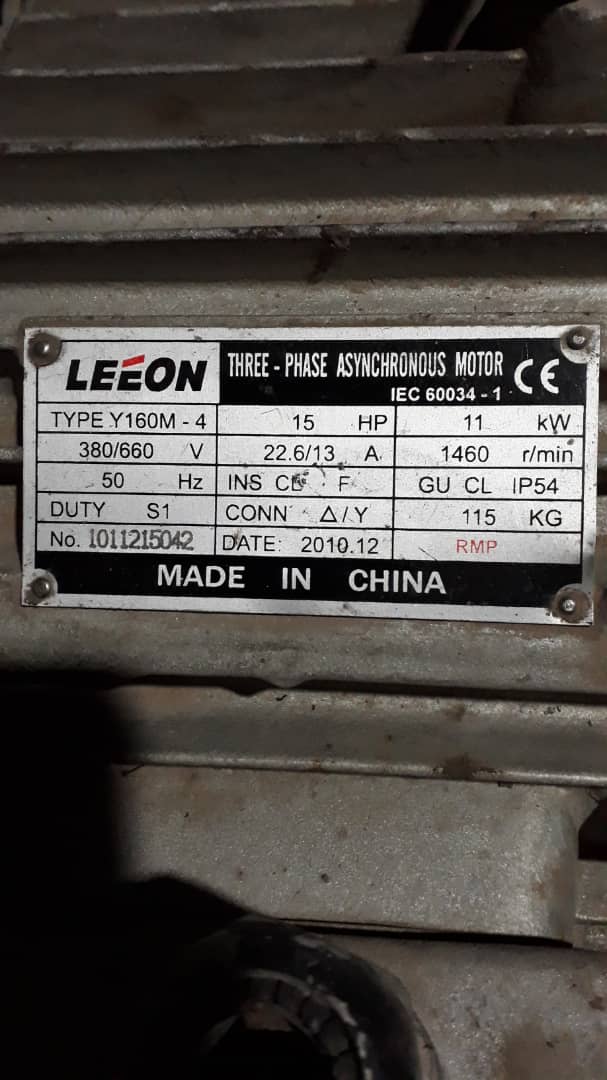 LEEON THREE-PHASE ASYNCHRONOUS MOTOR CE
IEC 60034-1
TYPE Y160M-4 15 HP 11 kW
380/660 V 22.6/13 A 1460 r/min
50 Hz INS CL F GU CL IP54
DUTY S1 CONN Δ/Y 115 KG
No. 1011215042 DATE: 2010.12 RMP
MADE IN CHINA